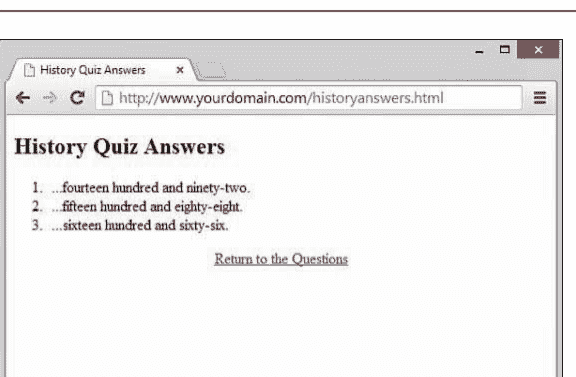 History Quiz Answers
http://www.yourdomain.com/historyanswers.html
History Quiz Answers
1. ...fourteen hundred and ninety-two.
2. ...fifteen hundred and eighty-eight.
3. ...sixteen hundred and sixty-six.
Return to the Questions